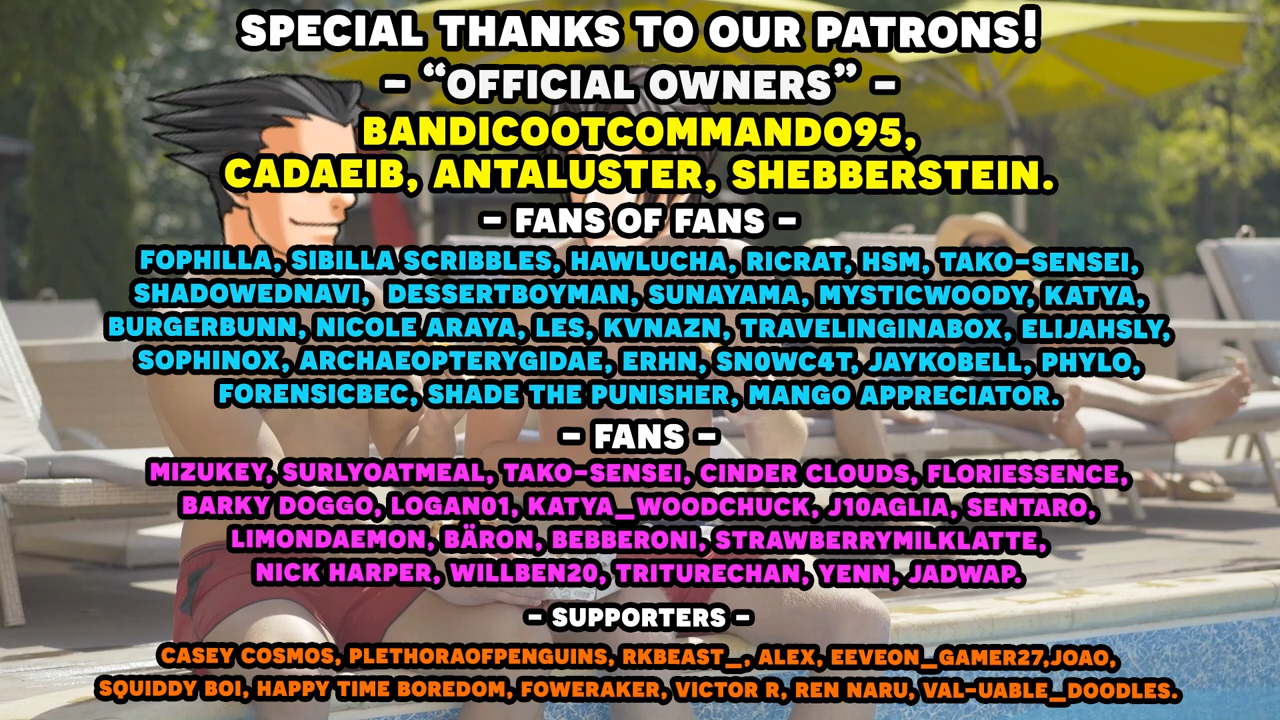 SPECIAL THANKS TO OUR PATRONS!
– “OFFICIAL OWNERS” –
BANDICOOTCOMMANDO95,
CADAEIB, ANTALUSTER, SHEBBERSTEIN.
– FANS OF FANS –
FOPHILLA, SIBILLA SCRIBBLES, HAWLUCHA, RICRAT, HSM, TAKO-SENSEI,
SHADOWEDNAVI, DESSERTBOYMAN, SUNAYAMA, MYSTICWOODY, KATYA,
BURGERBUNN, NICOLE ARAYA, LES, KVNAZN, TRAVELINGINABOX, ELIJAHSLY,
SOPHINOX, ARCHAEOPTERYGIDAE, ERHN, SN0WC4T, JAYKOBELL, PHYLO,
FORENSICBEC, SHADE THE PUNISHER, MANGO APPRECIATOR.
– FANS –
MIZUKEY, SURLYOATMEAL, TAKO-SENSEI, CINDER CLOUDS, FLORIESSENCE,
BARKY DOGGO, LOGAN01, KATYA_WOODCHUCK, J10AGLIA, SENTARO,
LIMONDAEMON, BÄRON, BEBBERONI, STRAWBERRYMILKLATTE,
NICK HARPER, WILLBEN20, TRITURECHAN, YENN, JADWAP.
– SUPPORTERS –
CASEY COSMOS, PLETHORAOFPENGUINS, RKBEAST_, ALEX, EEVEON_GAMER27,JOAO,
SQUIDDY BOI, HAPPY TIME BOREDOM, FOWERAKER, VICTOR R, REN NARU, VAL-UABLE_DOODLES.